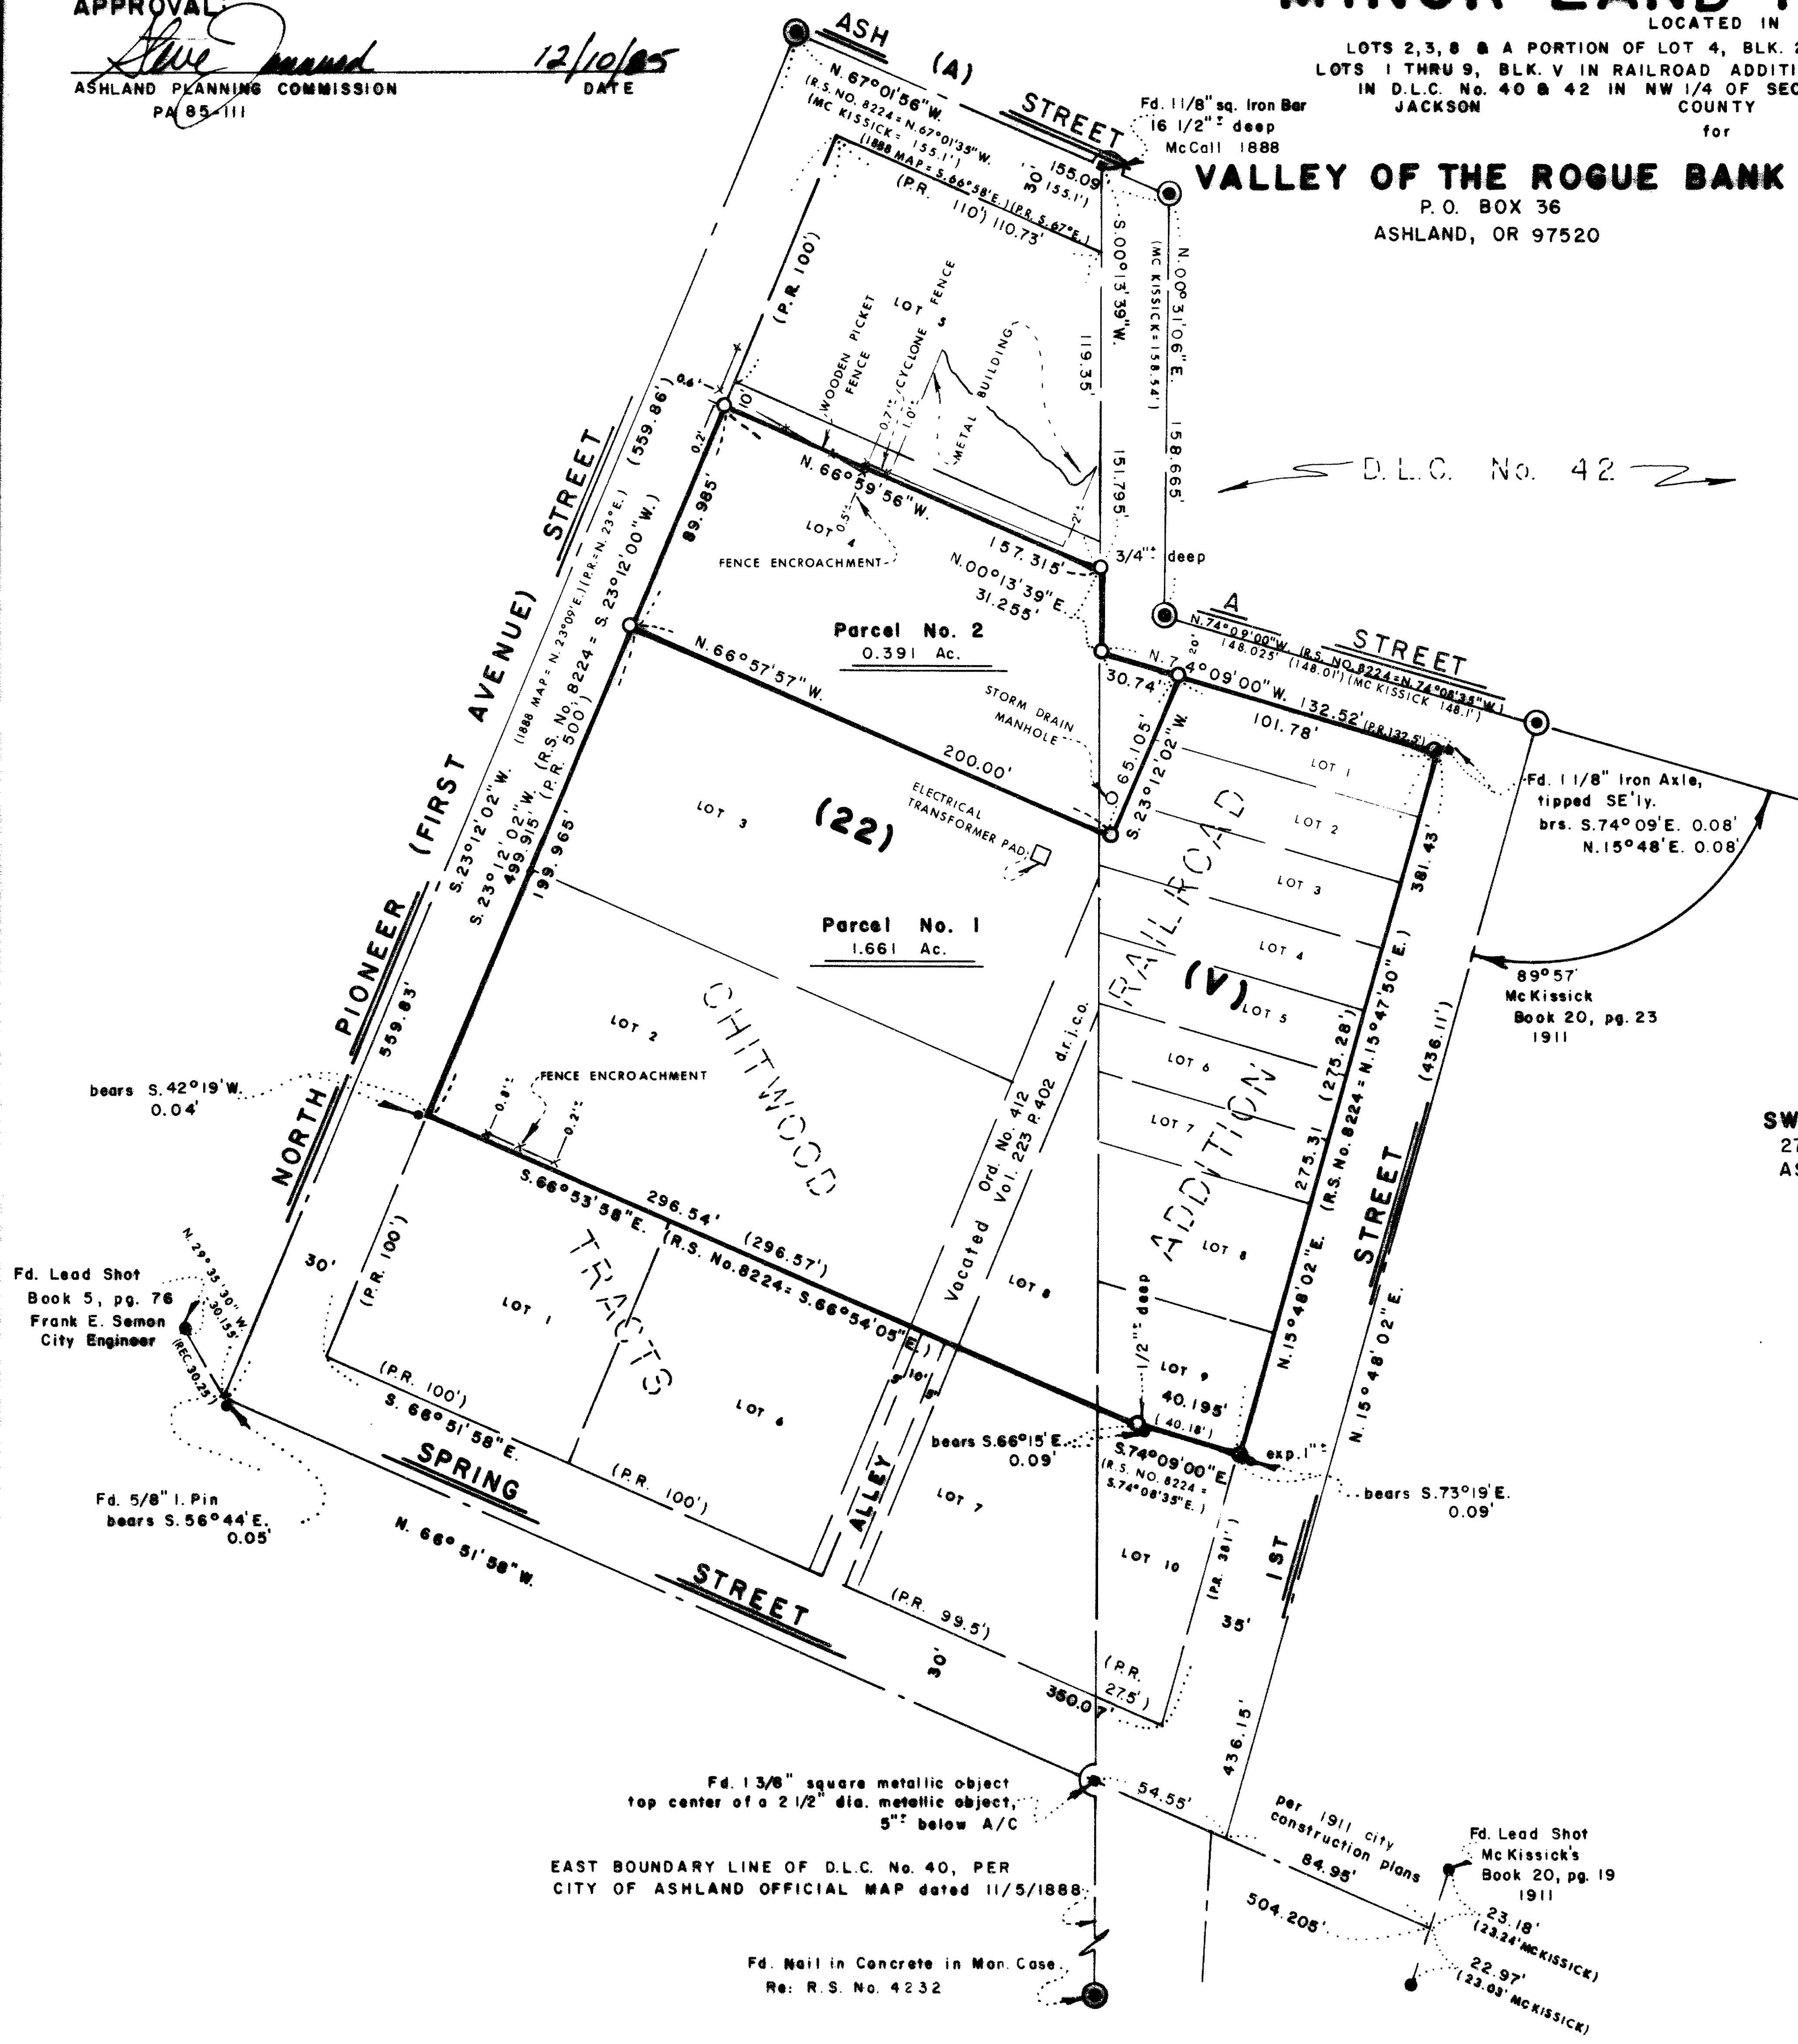 APPROVAL:
12/10/85
ASHLAND PLANNING COMMISSION DATE
PA 85-111
LOCATED IN
LOTS 2,3,8 & A PORTION OF LOT 4, BLK.
LOTS 1 THRU 9, BLK. V IN RAILROAD
IN D.L.C. No. 40 & 42 IN NW 1/4 OF
JACKSON COUNTY
for
VALLEY OF THE ROGUE BANK
P.O. BOX 36
ASHLAND, OR 97520
ASH (A) STREET
N. 67°01'56"W. 155.09
(R.S. NO. 8224 = N.67°01'35"W. 155.1')
(MC KISSICK = 155.1')
(1888 MAP = S.66°58'E.) (P.R. S.67°E.)
(P.R. 110') 110.73'
30'
Fd. 1 1/8" sq. Iron Bar
16 1/2"± deep
McCall 1888
(P.R. 100')
S.00°13'39"W.
119.35'
151.795'
N.00°31'06"E.
158.665'
(MC KISSICK=158.54')
LOT 5
WOODEN PICKET
FENCE
CYCLONE FENCE
METAL BUILDING
0.7'±
1.0'±
0.6'
10'
0.2'
D.L.C. No. 42
N. 66°59'56"W.
157.315'
LOT 4
0.5'±
2'±
FENCE ENCROACHMENT
89.985'
3/4"± deep
N.00°13'39"E.
31.255'
Parcel No. 2
0.391 Ac.
A STREET
N.74°09'00"W. (R.S. NO. 8224=N.74°08'35"W.)
148.025' (148.01') (MC KISSICK 148.1')
20'
N.74°09'00"W. 132.52' (P.R. 132.5')
30.74'
101.78'
N.66°57'57"W.
200.00'
STORM DRAIN
MANHOLE
65.105'
S.23°12'02"W.
ELECTRICAL
TRANSFORMER PAD
Fd. 1 1/8" Iron Axle,
tipped SE'ly.
brs. S.74°09'E. 0.08'
N.15°48'E. 0.08'
NORTH PIONEER (FIRST AVENUE) STREET
(559.86')
559.83'
S.23°12'02"W. (1888 MAP = N.23°09'E.) (P.R.= N. 23°E.)
S.23°12'02"W. (R.S. No. 8224 = S. 23°12'00"W.)
499.915' (P.R. 500')
199.965'
LOT 3
(22)
Parcel No. 1
1.661 Ac.
LOT 2
CHITWOOD
TRACTS
RAILROAD
ADDITION
(V)
LOT 1
LOT 2
LOT 3
LOT 4
LOT 5
LOT 6
LOT 7
LOT 8
LOT 9
381.43'
275.31 (275.28')
N.15°48'02"E. (R.S. No. 8224 = N.15°47'50"E.)
89°57'
McKissick
Book 20, pg. 23
1911
(436.11')
1ST STREET
N.15°48'02"E.
SW
27
AS
bears S.42°19'W.
0.04'
FENCE ENCROACHMENT
0.8'±
0.2'±
S.66°53'58"E. 296.54' (296.57')
(R.S. No.8224= S.66°54'05"E.)
Vacated Ord. No. 412
Vol. 223 P.402 d.r.j.c.o.
LOT 8
1/2"± deep
40.195'
(40.18')
S.74°09'00"E.
(R.S. NO. 8224 =
S.74°08'35"E.)
exp. 1"±
bears S.66°15'E.
0.09'
bears S.73°19'E.
0.09'
Fd. Lead Shot
Book 5, pg. 76
Frank E. Semon
City Engineer
N. 29°35'30"W.
30.155'
(REC.30.25')
30'
(P.R. 100')
LOT 1
LOT 6
(P.R. 100')
S. 66°51'58"E.
(P.R. 100')
Fd. 5/8" I. Pin
bears S.56°44'E.
0.05'
SPRING STREET
N. 66°51'58"W.
5' 10' 5'
ALLEY
LOT 7
LOT 10
(P.R. 381')
35'
(P.R. 99.5')
(P.R.
27.5')
30'
350.07'
436.15'
54.55'
Fd. 1 3/8" square metallic object
top center of a 2 1/2" dia. metallic object,
5"± below A/C
EAST BOUNDARY LINE OF D.L.C. No. 40, PER
CITY OF ASHLAND OFFICIAL MAP dated 11/5/1888
Fd. Nail in Concrete in Mon. Case.
Re: R.S. No. 4232
per 1911 city
construction plans
84.95'
504.205'
Fd. Lead Shot
McKissick's
Book 20, pg. 19
1911
23.18'
(23.24' MCKISSICK)
22.97'
(23.03' MCKISSICK)